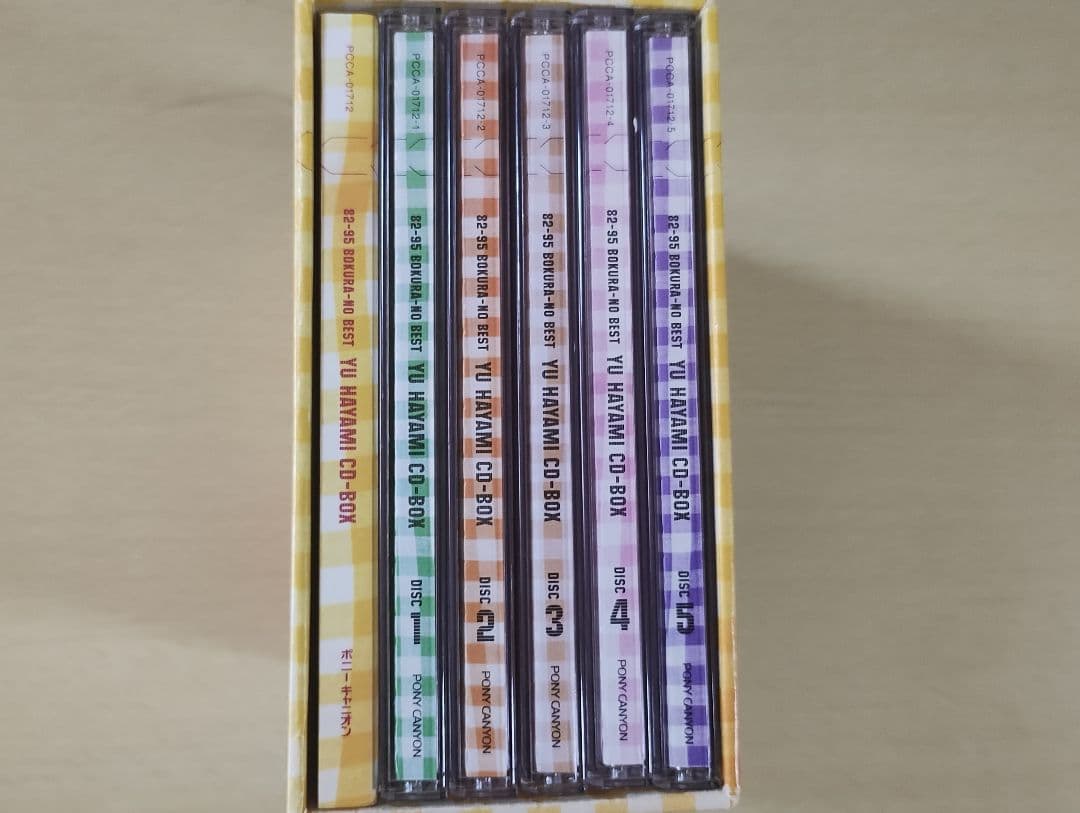 PCCA-01712
82-95 BOKURA-NO BEST YU HAYAMI CD-BOX
ポニーキャニオン
PCCA-01712-1
82-95 BOKURA-NO BEST YU HAYAMI CD-BOX DISC 1
PONY CANYON
PCCA-01712-2
82-95 BOKURA-NO BEST YU HAYAMI CD-BOX DISC 2
PONY CANYON
PCCA-01712-3
82-95 BOKURA-NO BEST YU HAYAMI CD-BOX DISC 3
PONY CANYON
PCCA-01712-4
82-95 BOKURA-NO BEST YU HAYAMI CD-BOX DISC 4
PONY CANYON
PCCA-01712-5
82-95 BOKURA-NO BEST YU HAYAMI CD-BOX DISC 5
PONY CANYON